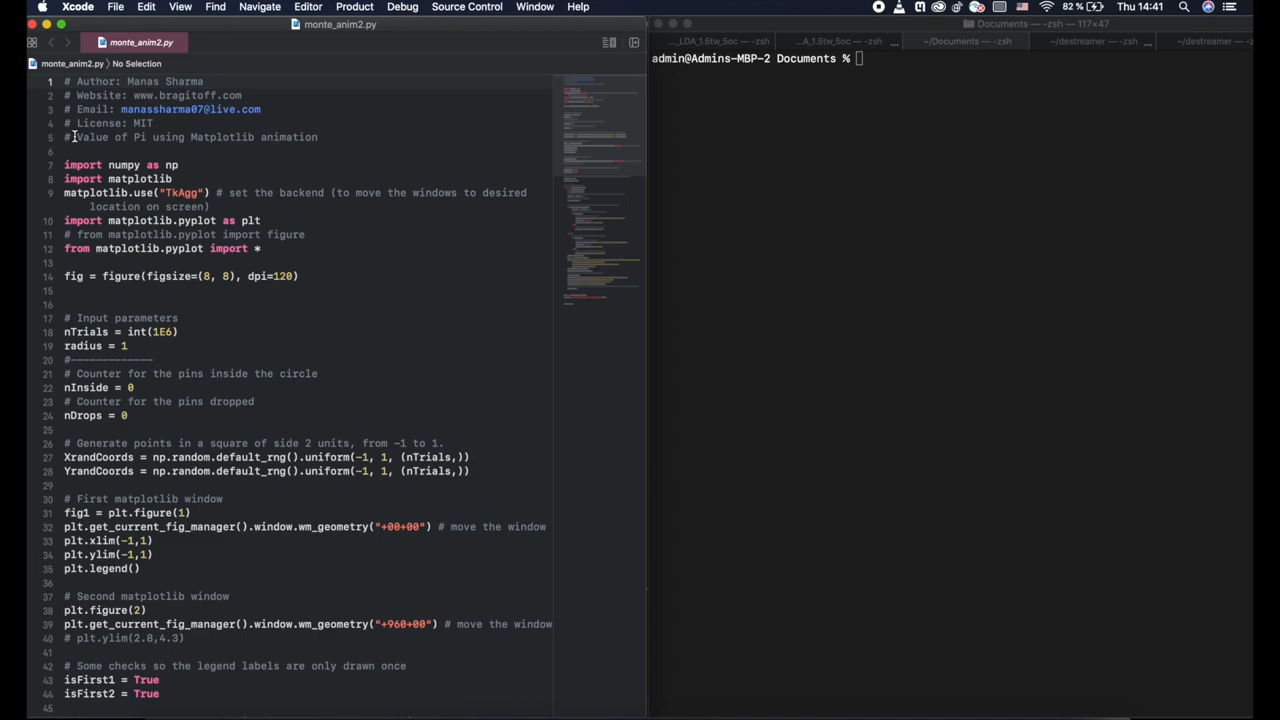 Xcode File Edit View Find Navigate Editor Product Debug Source Control Window Help 82 % Thu 14:41
monte_anim2.py
Documents — -zsh — 117×47
monte_anim2.py
_LDA_1.5tw_5oc — -zsh ...A_1.5tw_5oc — -zsh ... ~/Documents — -zsh ~/destreamer — -zsh ... ~/destreamer — -zsh
monte_anim2.py › No Selection
admin@Admins-MBP-2 Documents %
1 # Author: Manas Sharma
2 # Website: www.bragitoff.com
3 # Email: manassharma07@live.com
4 # License: MIT
5 # Value of Pi using Matplotlib animation
6
7 import numpy as np
8 import matplotlib
9 matplotlib.use("TkAgg") # set the backend (to move the windows to desired
location on screen)
10 import matplotlib.pyplot as plt
11 # from matplotlib.pyplot import figure
12 from matplotlib.pyplot import *
13
14 fig = figure(figsize=(8, 8), dpi=120)
15
16
17 # Input parameters
18 nTrials = int(1E6)
19 radius = 1
20 #-------------
21 # Counter for the pins inside the circle
22 nInside = 0
23 # Counter for the pins dropped
24 nDrops = 0
25
26 # Generate points in a square of side 2 units, from -1 to 1.
27 XrandCoords = np.random.default_rng().uniform(-1, 1, (nTrials,))
28 YrandCoords = np.random.default_rng().uniform(-1, 1, (nTrials,))
29
30 # First matplotlib window
31 fig1 = plt.figure(1)
32 plt.get_current_fig_manager().window.wm_geometry("+00+00") # move the window
33 plt.xlim(-1,1)
34 plt.ylim(-1,1)
35 plt.legend()
36
37 # Second matplotlib window
38 plt.figure(2)
39 plt.get_current_fig_manager().window.wm_geometry("+960+00") # move the window
40 # plt.ylim(2.8,4.3)
41
42 # Some checks so the legend labels are only drawn once
43 isFirst1 = True
44 isFirst2 = True
45